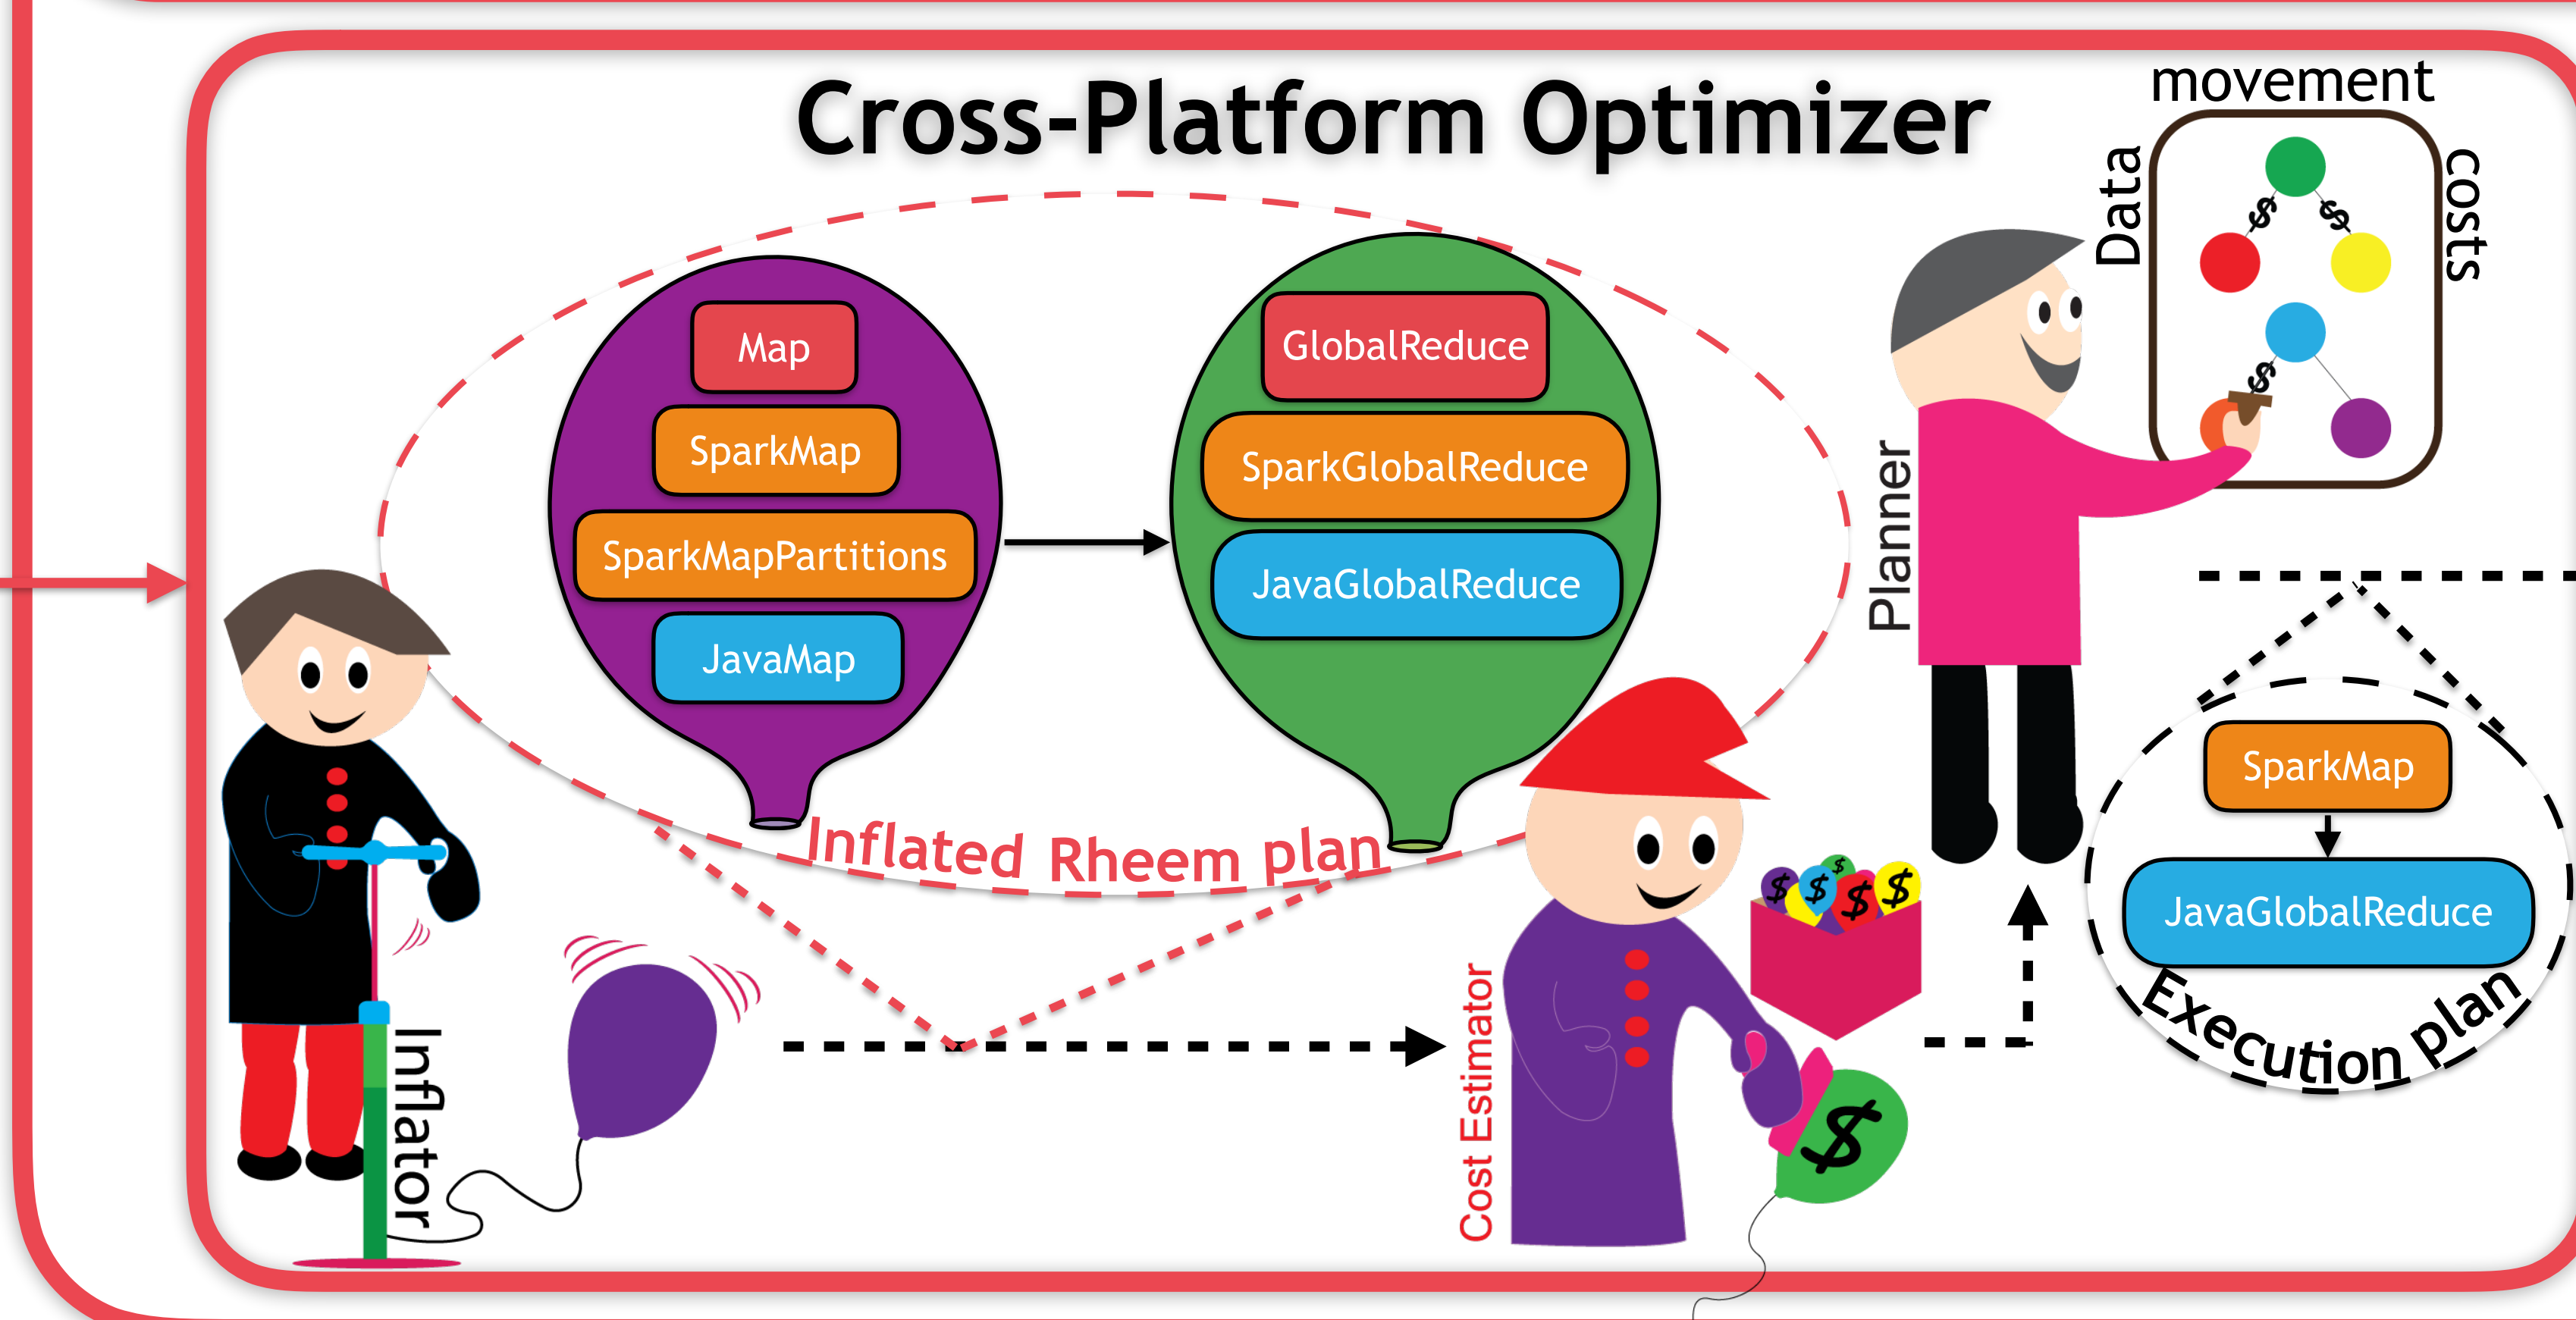 Cross-Platform Optimizer
Data
movement
costs
$
$
$
Map
SparkMap
SparkMapPartitions
JavaMap
GlobalReduce
SparkGlobalReduce
JavaGlobalReduce
Inflated Rheem plan
Inflator
Cost Estimator
$
$
$
$
$
$
Planner
SparkMap
JavaGlobalReduce
Execution plan